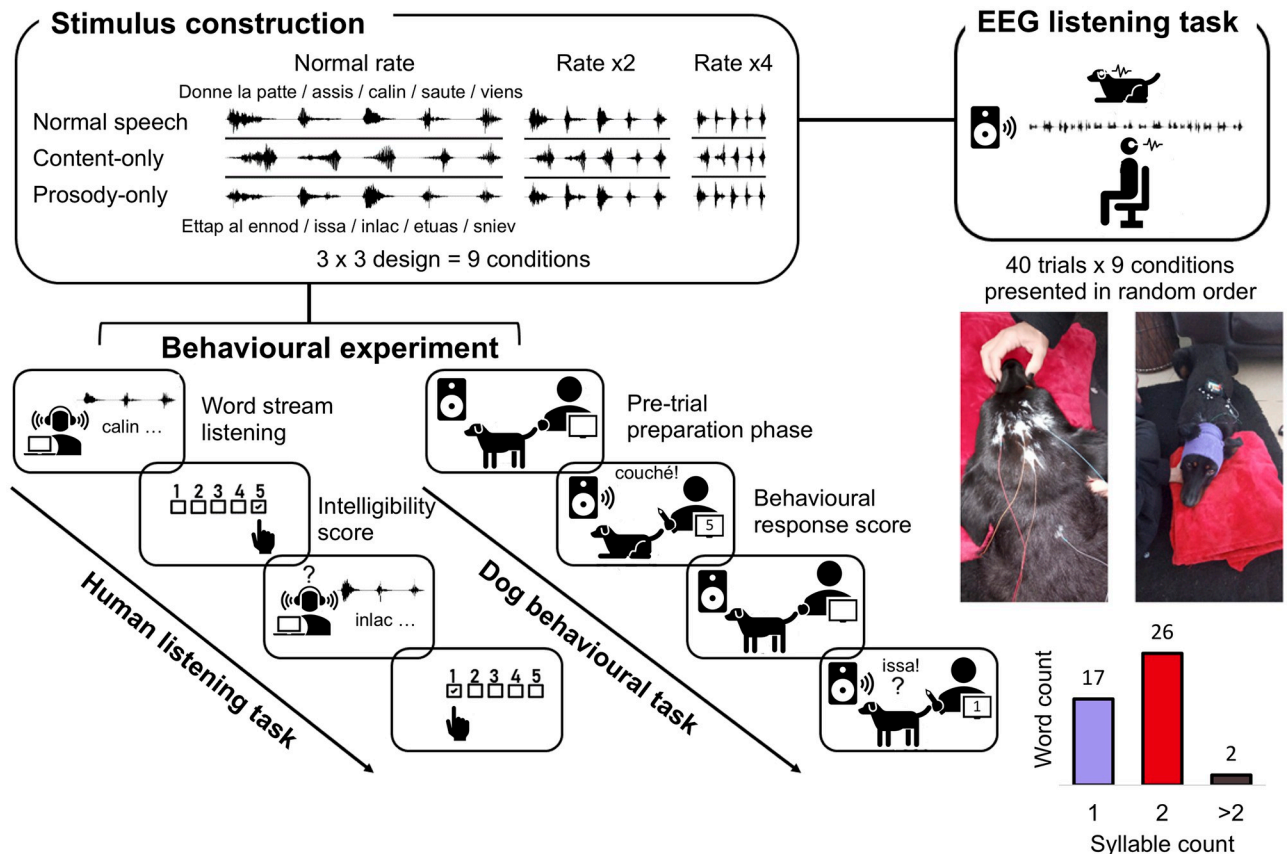 Stimulus construction
Normal rate
Rate x2
Rate x4
Donne la patte / assis / calin / saute / viens
Normal speech
Content-only
Prosody-only
Ettap al ennod / issa / inlac / etuas / sniev
3 x 3 design = 9 conditions
EEG listening task
40 trials x 9 conditions
presented in random order
Behavioural experiment
calin ...
Word stream
listening
1 2 3 4 5
Intelligibility
score
?
inlac ...
1 2 3 4 5
Human listening task
Pre-trial
preparation phase
couché!
5
Behavioural
response score
issa!
?
1
Dog behavioural task
Word count
17
26
2
1
2
>2
Syllable count